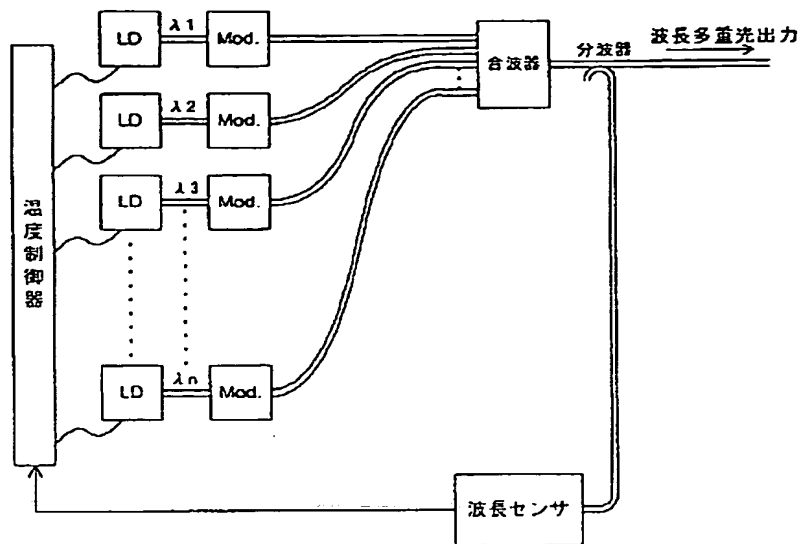 LD
λ1
Mod.
合波器
分波器
波長多重光出力
LD
λ2
Mod.
LD
λ3
Mod.
温度制御器
LD
λn
Mod.
波長センサ